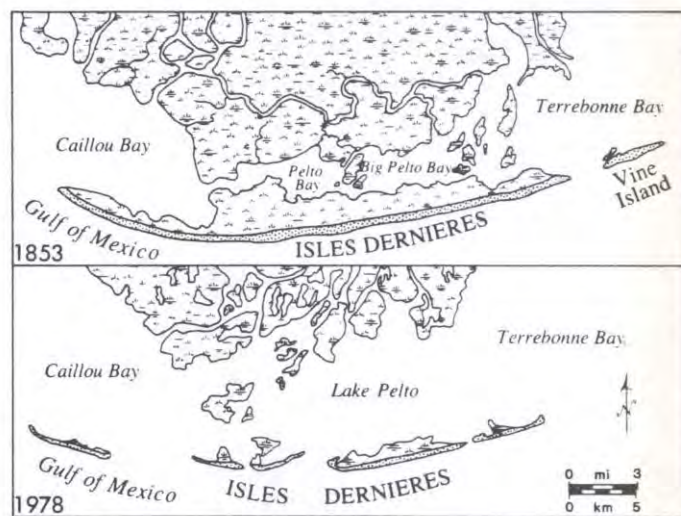 Terrebonne Bay
Caillou Bay
Pelto
Bay
Big Pelto Bay
Vine
Island
Gulf of Mexico
ISLES DERNIERES
1853
Terrebonne Bay
Caillou Bay
Lake Pelto
N
Gulf of Mexico
ISLES DERNIERES
0 mi 3
0 km 5
1978